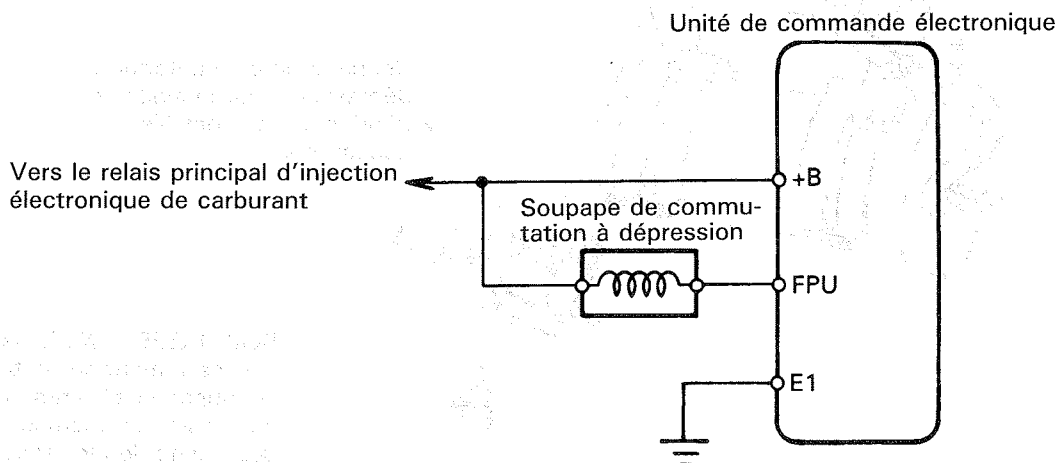 Unité de commande électronique
Vers le relais principal d'injection
électronique de carburant
+B
Soupape de commu-
tation à dépression
FPU
E1